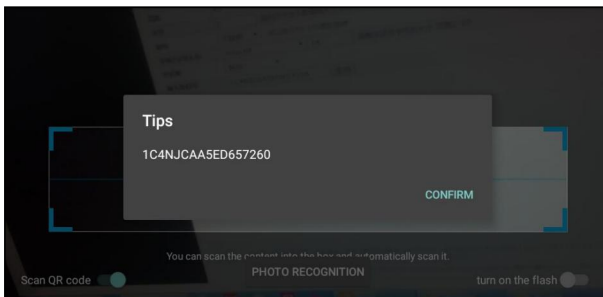 Tips
1C4NJCAA5ED657260
CONFIRM
You can scan the content into the box and automatically scan it.
PHOTO RECOGNITION
Scan QR code
turn on the flash